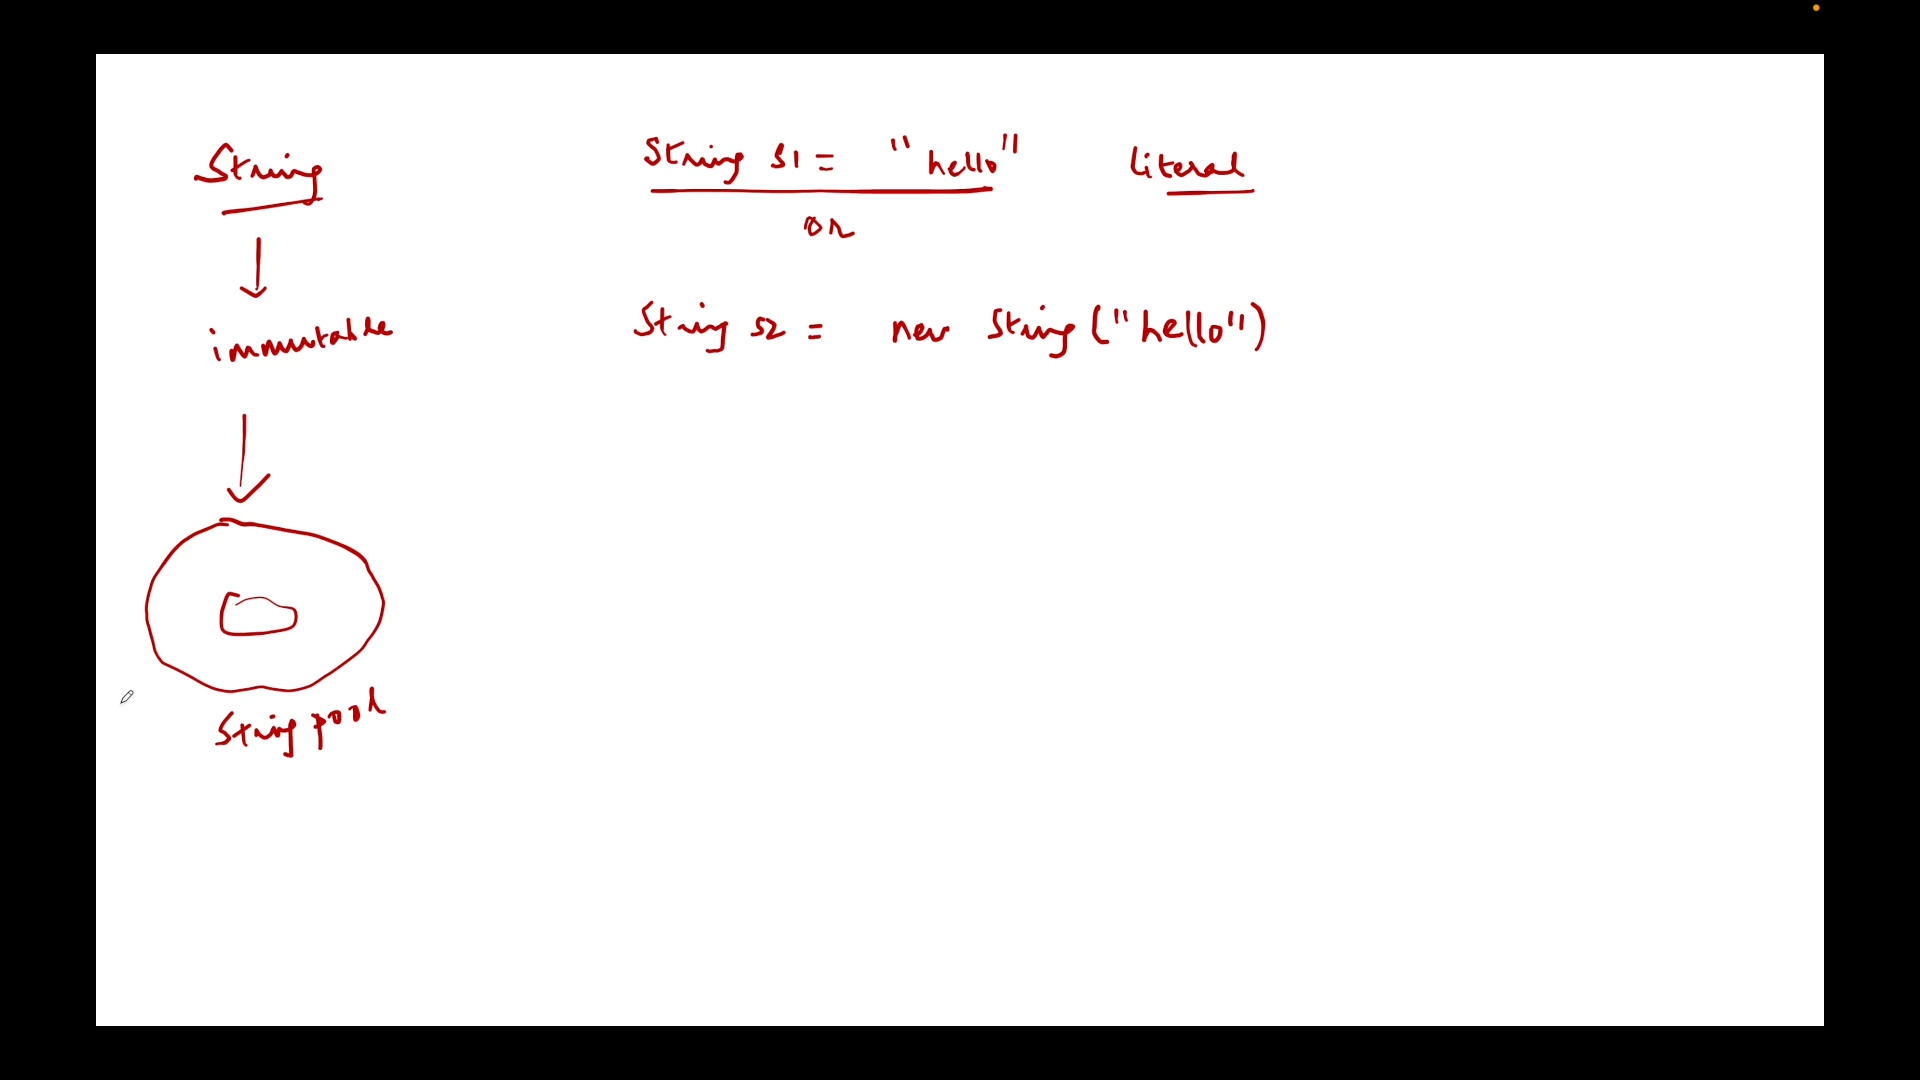 String
immutable
String pool
String s1 = "hello" literal
or
String s2 = new String("hello")